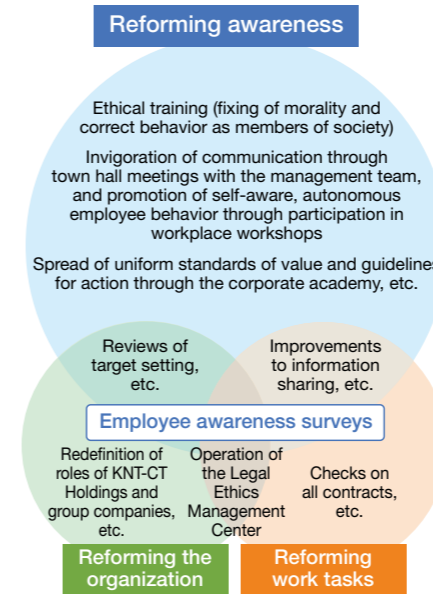 Reforming awareness
Ethical training (fixing of morality and
correct behavior as members of society)
Invigoration of communication through
town hall meetings with the management team,
and promotion of self-aware, autonomous
employee behavior through participation in
workplace workshops
Spread of uniform standards of value and guidelines
for action through the corporate academy, etc.
Reviews of
target setting,
etc.
Improvements
to information
sharing, etc.
Employee awareness surveys
Redefinition of
roles of KNT-CT
Holdings and
group companies,
etc.
Operation of
the Legal
Ethics
Management
Center
Checks on
all contracts,
etc.
Reforming the
organization
Reforming
work tasks